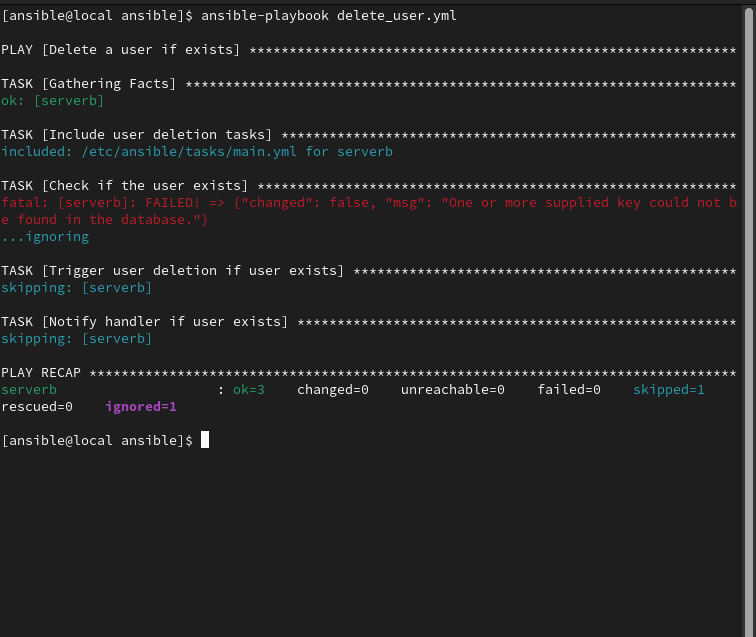 [ansible@local ansible]$ ansible-playbook delete_user.yml
PLAY [Delete a user if exists] *************************************************************
TASK [Gathering Facts] *********************************************************************
ok: [serverb]
TASK [Include user deletion tasks] *********************************************************
included: /etc/ansible/tasks/main.yml for serverb
TASK [Check if the user exists] ************************************************************
fatal: [serverb]: FAILED! => {"changed": false, "msg": "One or more supplied key could not b
e found in the database."}
...ignoring
TASK [Trigger user deletion if user exists] ************************************************
skipping: [serverb]
TASK [Notify handler if user exists] *******************************************************
skipping: [serverb]
PLAY RECAP *********************************************************************************
serverb                    : ok=3    changed=0    unreachable=0    failed=0    skipped=1
rescued=0    ignored=1
[ansible@local ansible]$